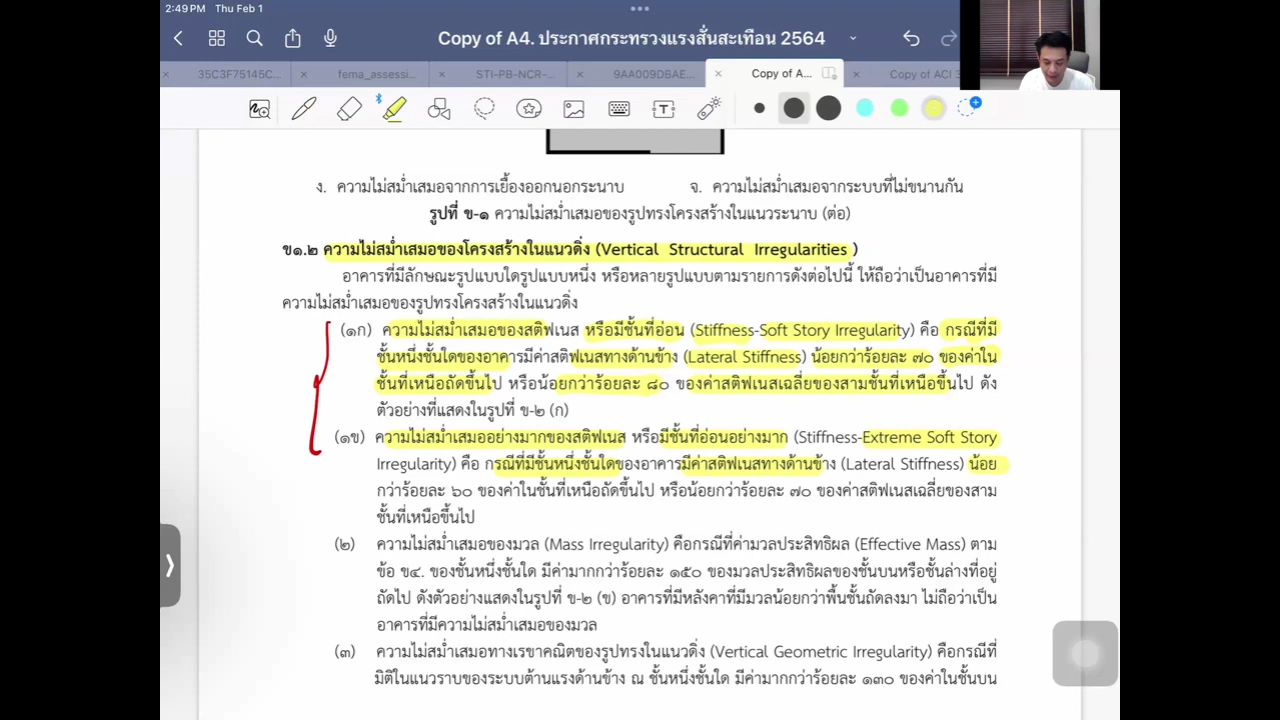 2:49 PM Thu Feb 1
Copy of A4. ประกาศกระทรวงแรงสั่นสะเทือน 2564
35C3F75145C... fema_assessi... STI-PB-NCR-... 9AA009DBAE... Copy of A... Copy of ACI 3
ง. ความไม่สม่ำเสมอจากการเยื้องออกนอกระนาบ จ. ความไม่สม่ำเสมอจากระบบที่ไม่ขนานกัน
รูปที่ ข-๑ ความไม่สม่ำเสมอของรูปทรงโครงสร้างในแนวระนาบ (ต่อ)
ข๑.๒ ความไม่สม่ำเสมอของโครงสร้างในแนวดิ่ง (Vertical Structural Irregularities )
อาคารที่มีลักษณะรูปแบบใดรูปแบบหนึ่ง หรือหลายรูปแบบตามรายการดังต่อไปนี้ ให้ถือว่าเป็นอาคารที่มี
ความไม่สม่ำเสมอของรูปทรงโครงสร้างในแนวดิ่ง
(๑ก) ความไม่สม่ำเสมอของสติฟเนส หรือมีชั้นที่อ่อน (Stiffness-Soft Story Irregularity) คือ กรณีที่มี
ชั้นหนึ่งชั้นใดของอาคารมีค่าสติฟเนสทางด้านข้าง (Lateral Stiffness) น้อยกว่าร้อยละ ๗๐ ของค่าใน
ชั้นที่เหนือถัดขึ้นไป หรือน้อยกว่าร้อยละ ๘๐ ของค่าสติฟเนสเฉลี่ยของสามชั้นที่เหนือขึ้นไป ดัง
ตัวอย่างที่แสดงในรูปที่ ข-๒ (ก)
(๑ข) ความไม่สม่ำเสมออย่างมากของสติฟเนส หรือมีชั้นที่อ่อนอย่างมาก (Stiffness-Extreme Soft Story
Irregularity) คือ กรณีที่มีชั้นหนึ่งชั้นใดของอาคารมีค่าสติฟเนสทางด้านข้าง (Lateral Stiffness) น้อย
กว่าร้อยละ ๖๐ ของค่าในชั้นที่เหนือถัดขึ้นไป หรือน้อยกว่าร้อยละ ๗๐ ของค่าสติฟเนสเฉลี่ยของสาม
ชั้นที่เหนือขึ้นไป
(๒) ความไม่สม่ำเสมอของมวล (Mass Irregularity) คือกรณีที่ค่ามวลประสิทธิผล (Effective Mass) ตาม
ข้อ ข๔. ของชั้นหนึ่งชั้นใด มีค่ามากกว่าร้อยละ ๑๕๐ ของมวลประสิทธิผลของชั้นบนหรือชั้นล่างที่อยู่
ถัดไป ดังตัวอย่างแสดงในรูปที่ ข-๒ (ข) อาคารที่มีหลังคาที่มีมวลน้อยกว่าพื้นชั้นถัดลงมา ไม่ถือว่าเป็น
อาคารที่มีความไม่สม่ำเสมอของมวล
(๓) ความไม่สม่ำเสมอทางเรขาคณิตของรูปทรงในแนวดิ่ง (Vertical Geometric Irregularity) คือกรณีที่
มิติในแนวราบของระบบต้านแรงด้านข้าง ณ ชั้นหนึ่งชั้นใด มีค่ามากกว่าร้อยละ ๑๓๐ ของค่าในชั้นบน